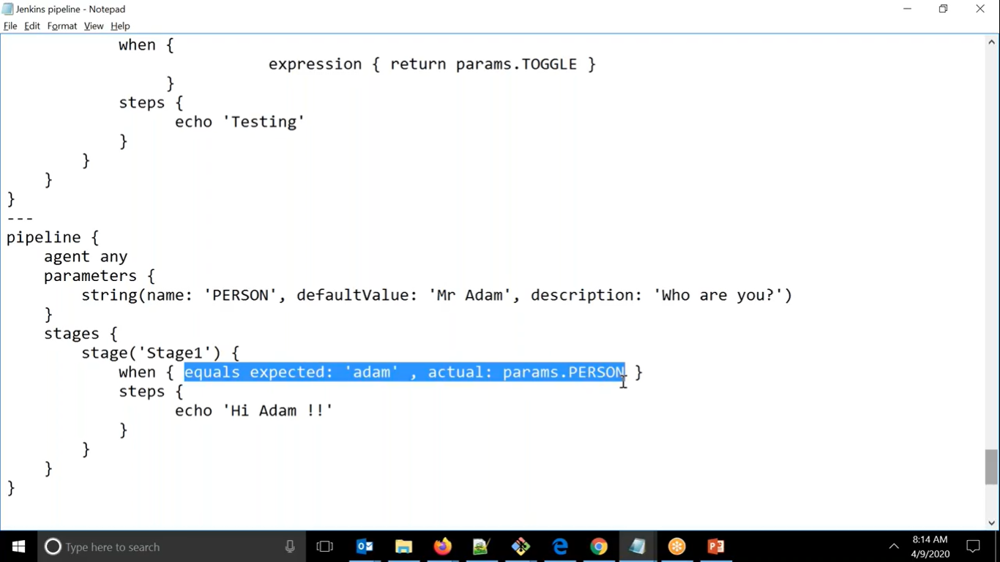 Jenkins pipeline - Notepad
File Edit Format View Help
when {
expression { return params.TOGGLE }
}
steps {
echo 'Testing'
}
}
}
}
---
pipeline {
agent any
parameters {
string(name: 'PERSON', defaultValue: 'Mr Adam', description: 'Who are you?')
}
stages {
stage('Stage1') {
when { equals expected: 'adam' , actual: params.PERSON }
steps {
echo 'Hi Adam !!'
}
}
}
}
Type here to search
8:14 AM
4/9/2020